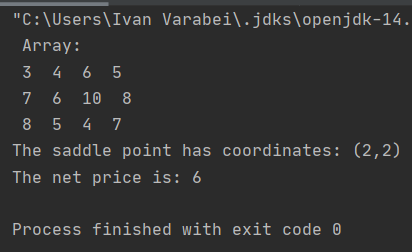 "C:\Users\Ivan Varabei\.jdks\openjdk-14.
Array:
3 4 6 5
7 6 10 8
8 5 4 7
The saddle point has coordinates: (2,2)
The net price is: 6
Process finished with exit code 0